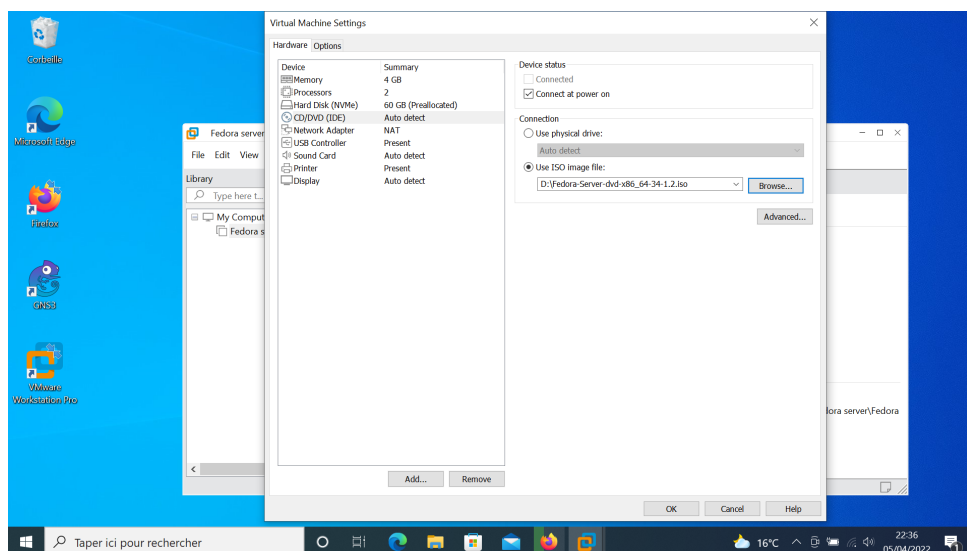 Corbeille
Microsoft Edge
Firefox
GNS3
VMware
Workstation Pro
Fedora server
File Edit View
Library
Type here t...
My Comput
Fedora s
Virtual Machine Settings
Hardware Options
Device Summary
Memory 4 GB
Processors 2
Hard Disk (NVMe) 60 GB (Preallocated)
CD/DVD (IDE) Auto detect
Network Adapter NAT
USB Controller Present
Sound Card Auto detect
Printer Present
Display Auto detect
Add... Remove
Device status
Connected
Connect at power on
Connection
Use physical drive:
Auto detect
Use ISO image file:
D:\Fedora-Server-dvd-x86_64-34-1.2.iso Browse...
Advanced...
OK Cancel Help
lora server\Fedora
Taper ici pour rechercher
16°C
22:36
05/04/2022
1